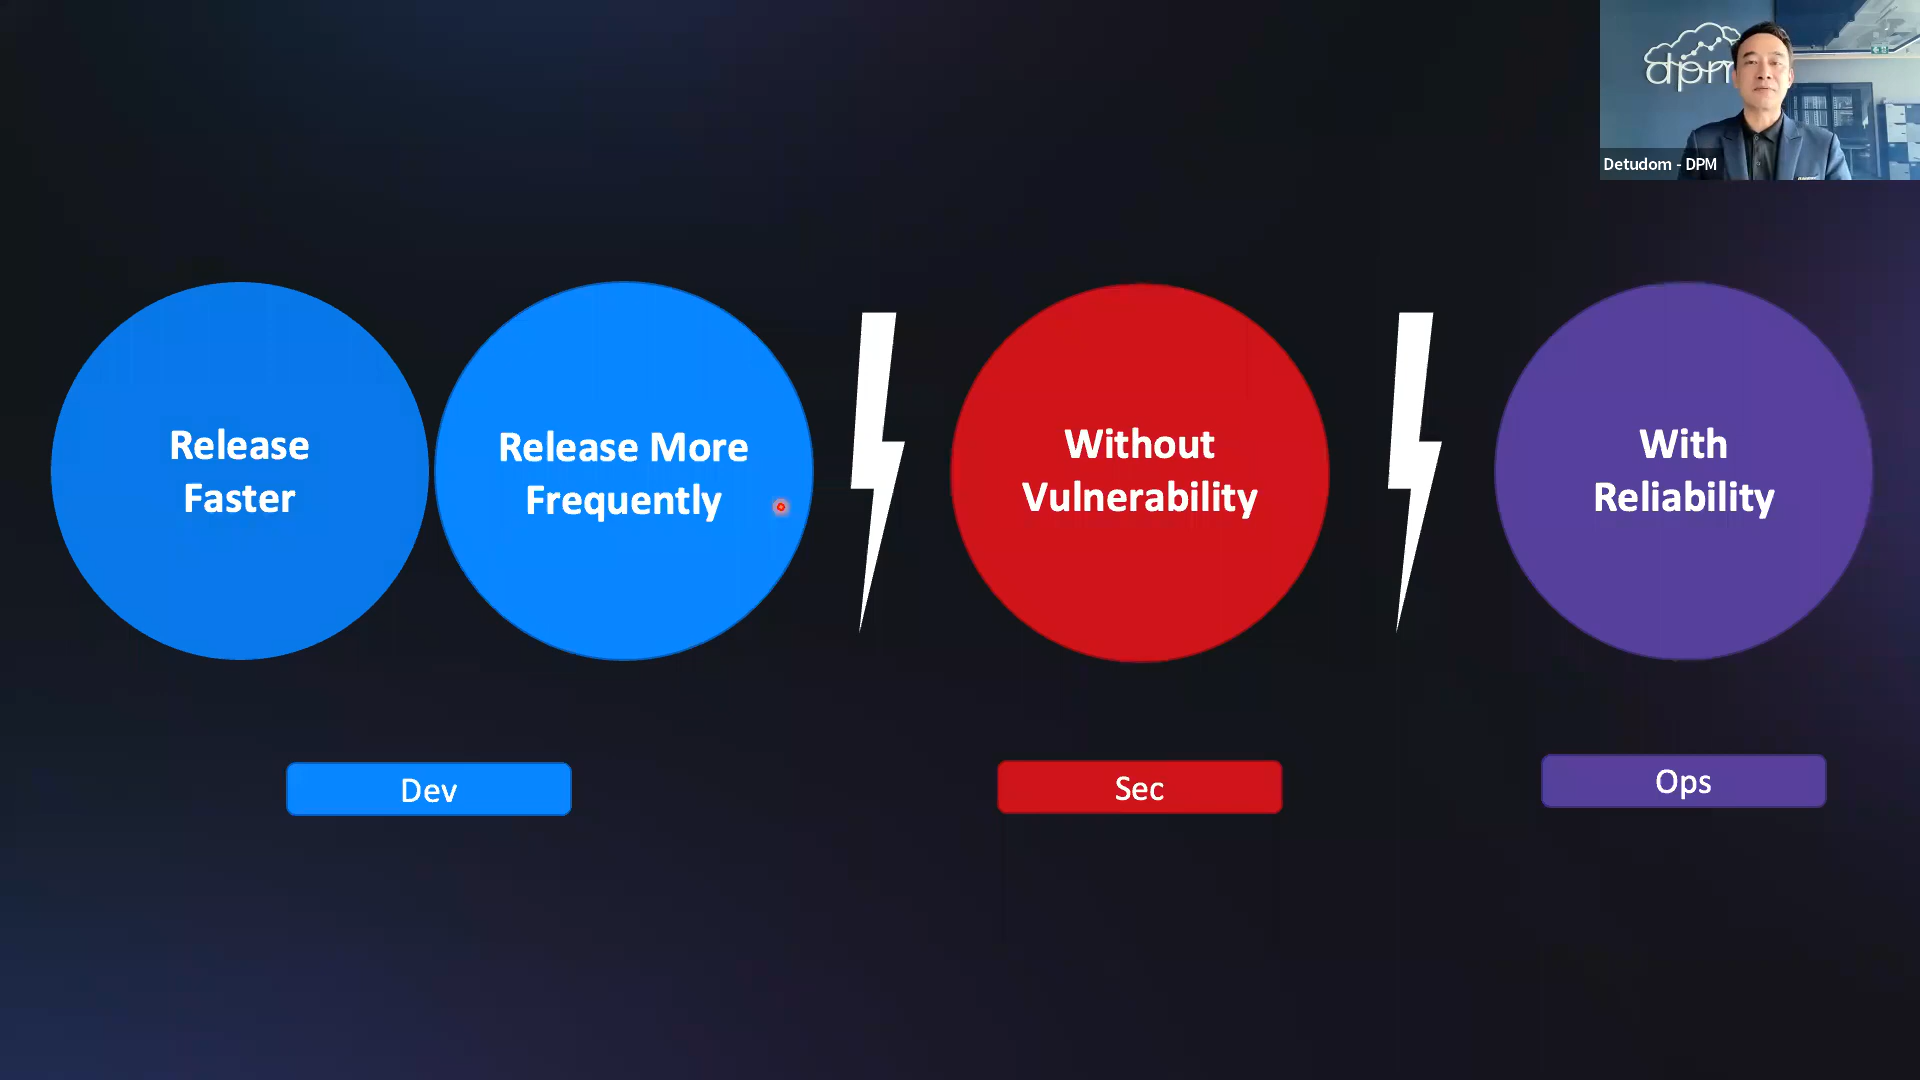 dpm
Detudom - DPM
Release
Faster
Release More
Frequently
Without
Vulnerability
With
Reliability
Dev
Sec
Ops